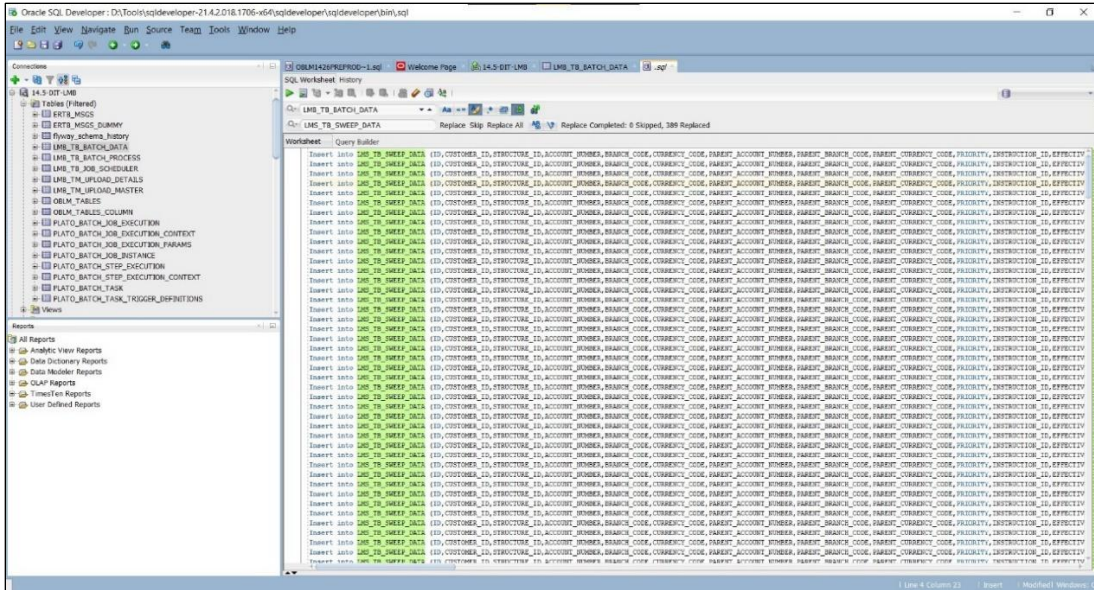 Oracle SQL Developer : D:\Tools\sqldeveloper-21.4.2.018.1706-x64\sqldeveloper\sqldeveloper\bin\.sql
File Edit View Navigate Run Source Team Tools Window Help
Connections
14.5-DIT-LMB
Tables (Filtered)
ERTB_MSGS
ERTB_MSGS_DUMMY
flyway_schema_history
LMB_TB_BATCH_DATA
LMB_TB_BATCH_PROCESS
LMB_TB_JOB_SCHEDULER
LMB_TM_UPLOAD_DETAILS
LMB_TM_UPLOAD_MASTER
OBLM_TABLES
OBLM_TABLES_COLUMN
PLATO_BATCH_JOB_EXECUTION
PLATO_BATCH_JOB_EXECUTION_CONTEXT
PLATO_BATCH_JOB_EXECUTION_PARAMS
PLATO_BATCH_JOB_INSTANCE
PLATO_BATCH_STEP_EXECUTION
PLATO_BATCH_STEP_EXECUTION_CONTEXT
PLATO_BATCH_TASK
PLATO_BATCH_TASK_TRIGGER_DEFINITIONS
Views
Reports
All Reports
Analytic View Reports
Data Dictionary Reports
Data Modeler Reports
OLAP Reports
TimesTen Reports
User Defined Reports
OBLM1426PREPROD~1.sql Welcome Page 14.5-DIT-LMB LMB_TB_BATCH_DATA .sql
SQL Worksheet History
LMB_TB_BATCH_DATA
LMS_TB_SWEEP_DATA Replace Skip Replace All Replace Completed: 0 Skipped, 389 Replaced
Worksheet Query Builder
Insert into LMS_TB_SWEEP_DATA (ID,CUSTOMER_ID,STRUCTURE_ID,ACCOUNT_NUMBER,BRANCH_CODE,CURRENCY_CODE,PARENT_ACCOUNT_NUMBER,PARENT_BRANCH_CODE,PARENT_CURRENCY_CODE,PRIORITY,INSTRUCTION_ID,EFFECTIV
Line 4 Column 23 Insert Modified Windows: